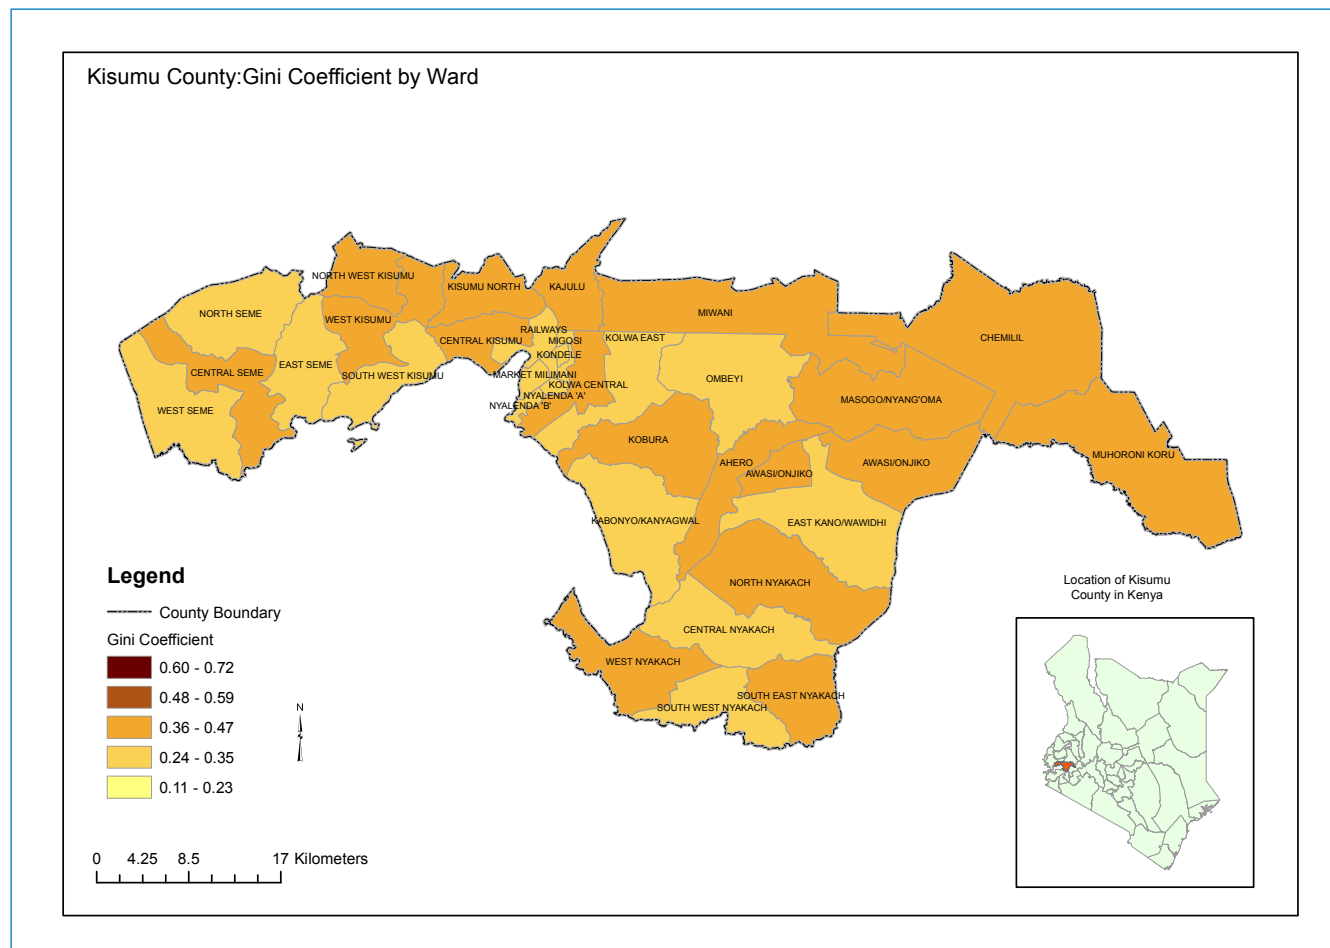 Kisumu County:Gini Coefficient by Ward
NORTH WEST KISUMU
KISUMU NORTH
KAJULU
NORTH SEME
WEST KISUMU
MIWANI
RAILWAYS
CENTRAL KISUMU
MIGOSI
KOLWA EAST
CHEMILIL
KONDELE
EAST SEME
CENTRAL SEME
SOUTH WEST KISUMU
MARKET MILIMANI
KOLWA CENTRAL
OMBEYI
NYALENDA 'A'
MASOGO/NYANG'OMA
WEST SEME
NYALENDA 'B'
KOBURA
AHERO
AWASI/ONJIKO
AWASI/ONJIKO
MUHORONI KORU
KABONYO/KANYAGWAL
EAST KANO/WAWIDHI
NORTH NYAKACH
CENTRAL NYAKACH
WEST NYAKACH
SOUTH EAST NYAKACH
SOUTH WEST NYAKACH
Legend
County Boundary
Gini Coefficient
0.60 - 0.72
0.48 - 0.59
0.36 - 0.47
0.24 - 0.35
0.11 - 0.23
N
0 4.25 8.5 17 Kilometers
Location of Kisumu
County in Kenya